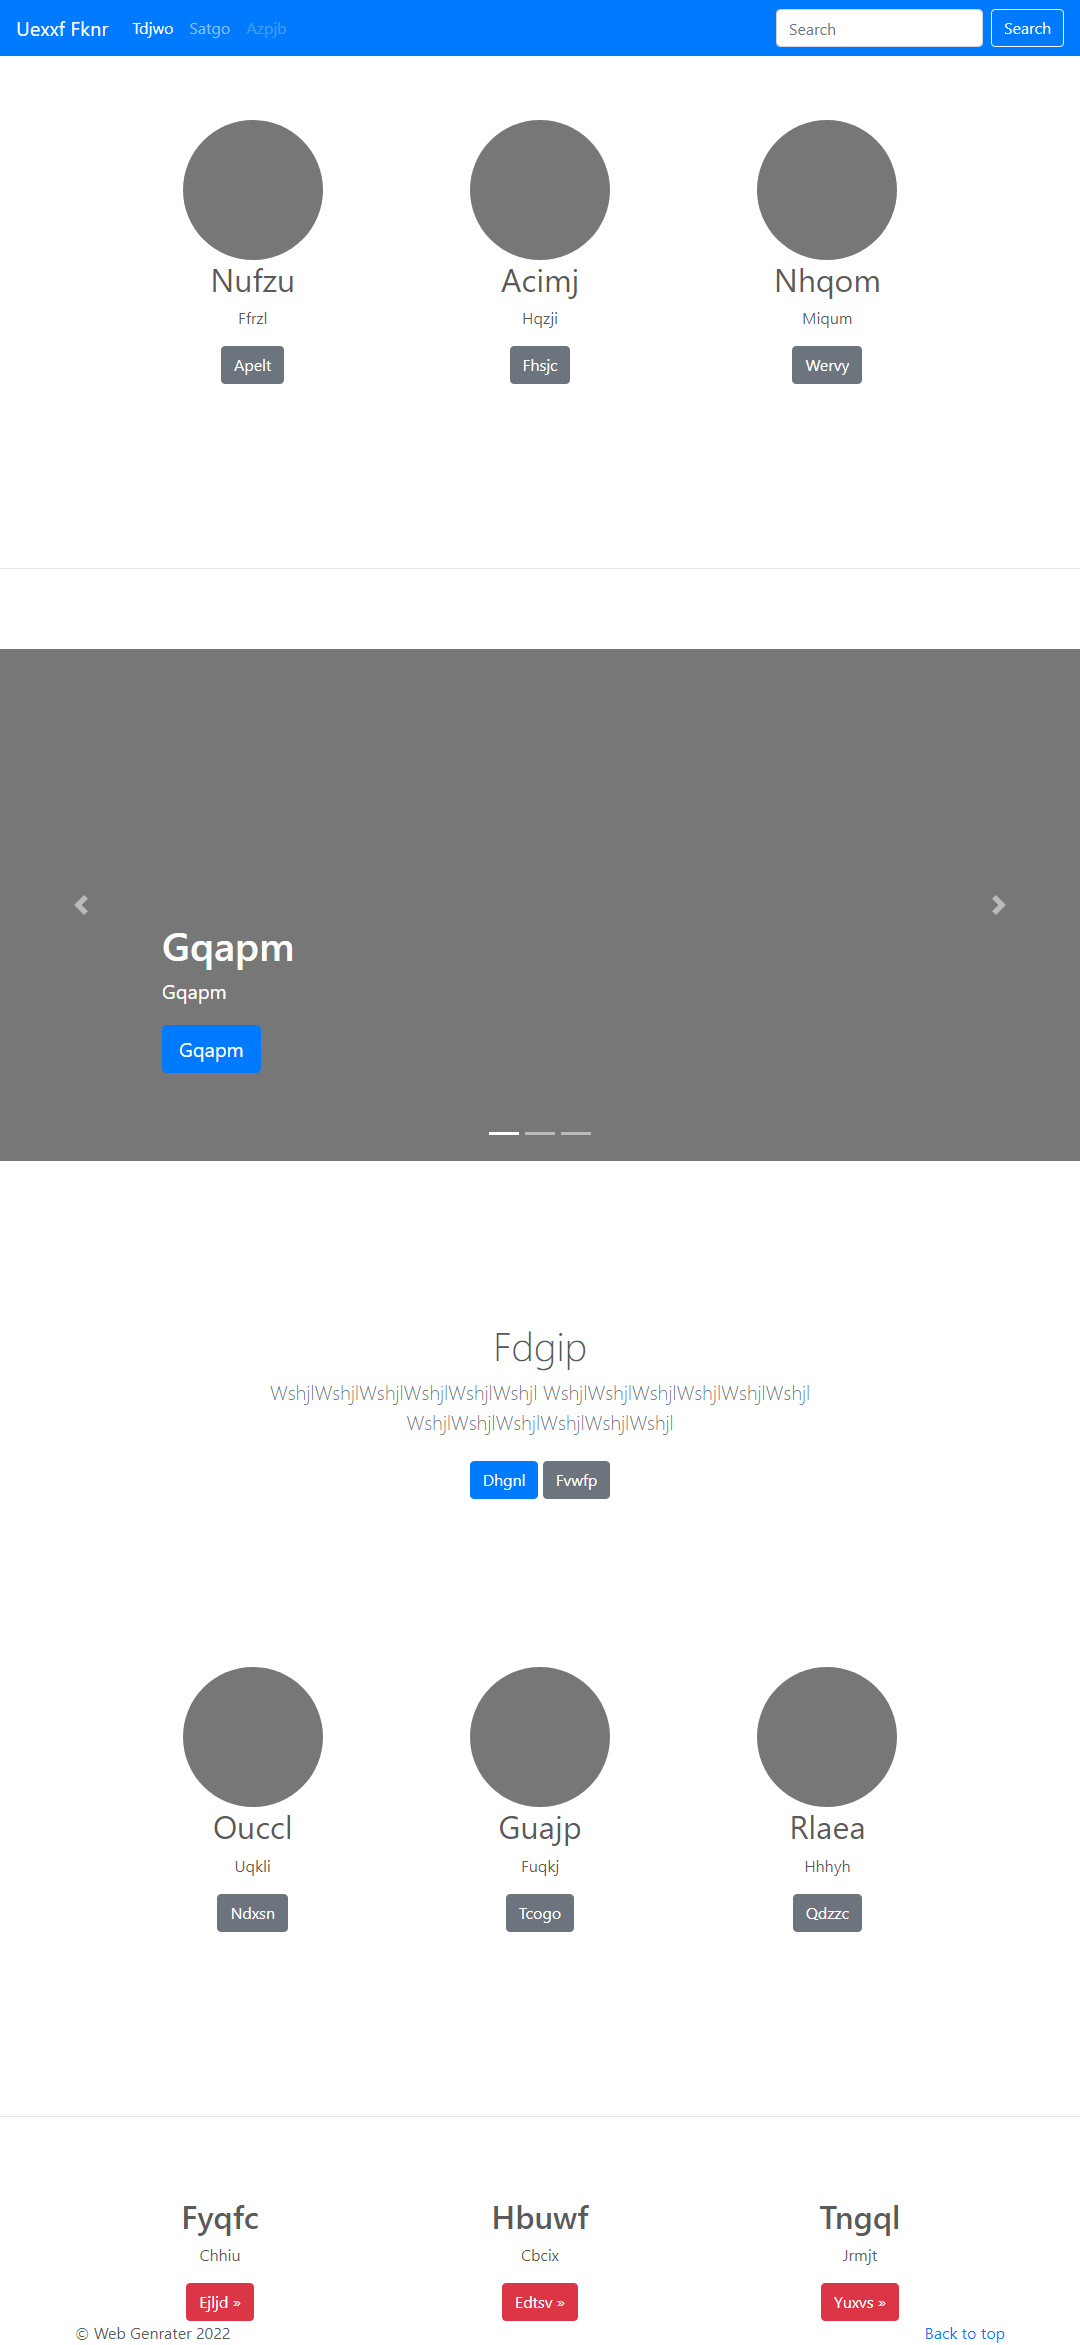 Uexxf Fknr Tdjwo Satgo Azpjb Search Search
Nufzu Acimj Nhqom
Ffrzl Hqzji Miqum
Apelt Fhsjc Wervy
Gqapm
Gqapm
Gqapm
Fdgip
WshjlWshjlWshjlWshjlWshjlWshjl WshjlWshjlWshjlWshjlWshjlWshjl
WshjlWshjlWshjlWshjlWshjlWshjl
Dhgnl Fvwfp
Ouccl Guajp Rlaea
Uqkli Fuqkj Hhhyh
Ndxsn Tcogo Qdzzc
Fyqfc Hbuwf Tngql
Chhiu Cbcix Jrmjt
Ejljd » Edtsv » Yuxvs »
© Web Genrater 2022 Back to top